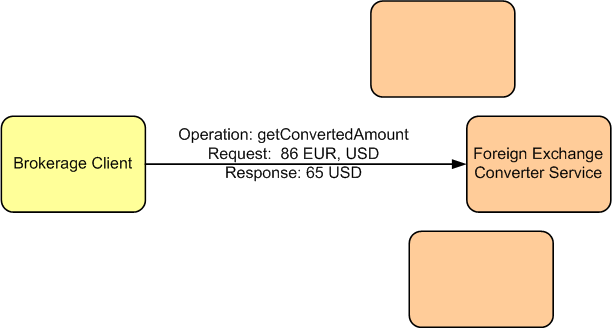 Brokerage Client
Operation: getConvertedAmount
Request:  86 EUR, USD
Response: 65 USD
Foreign Exchange
Converter Service